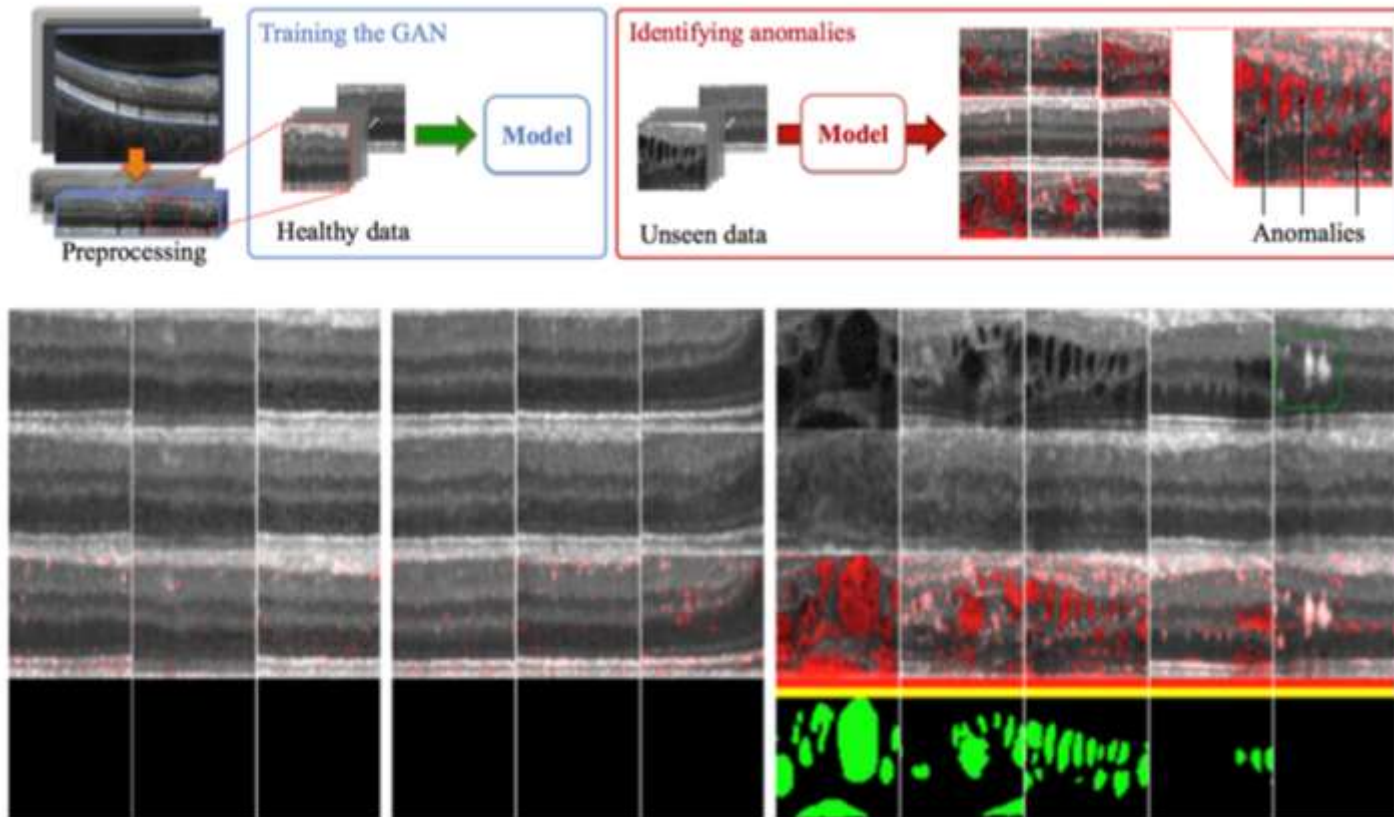 Training the GAN
Identifying anomalies
Model
Model
Healthy data
Unseen data
Anomalies
Preprocessing